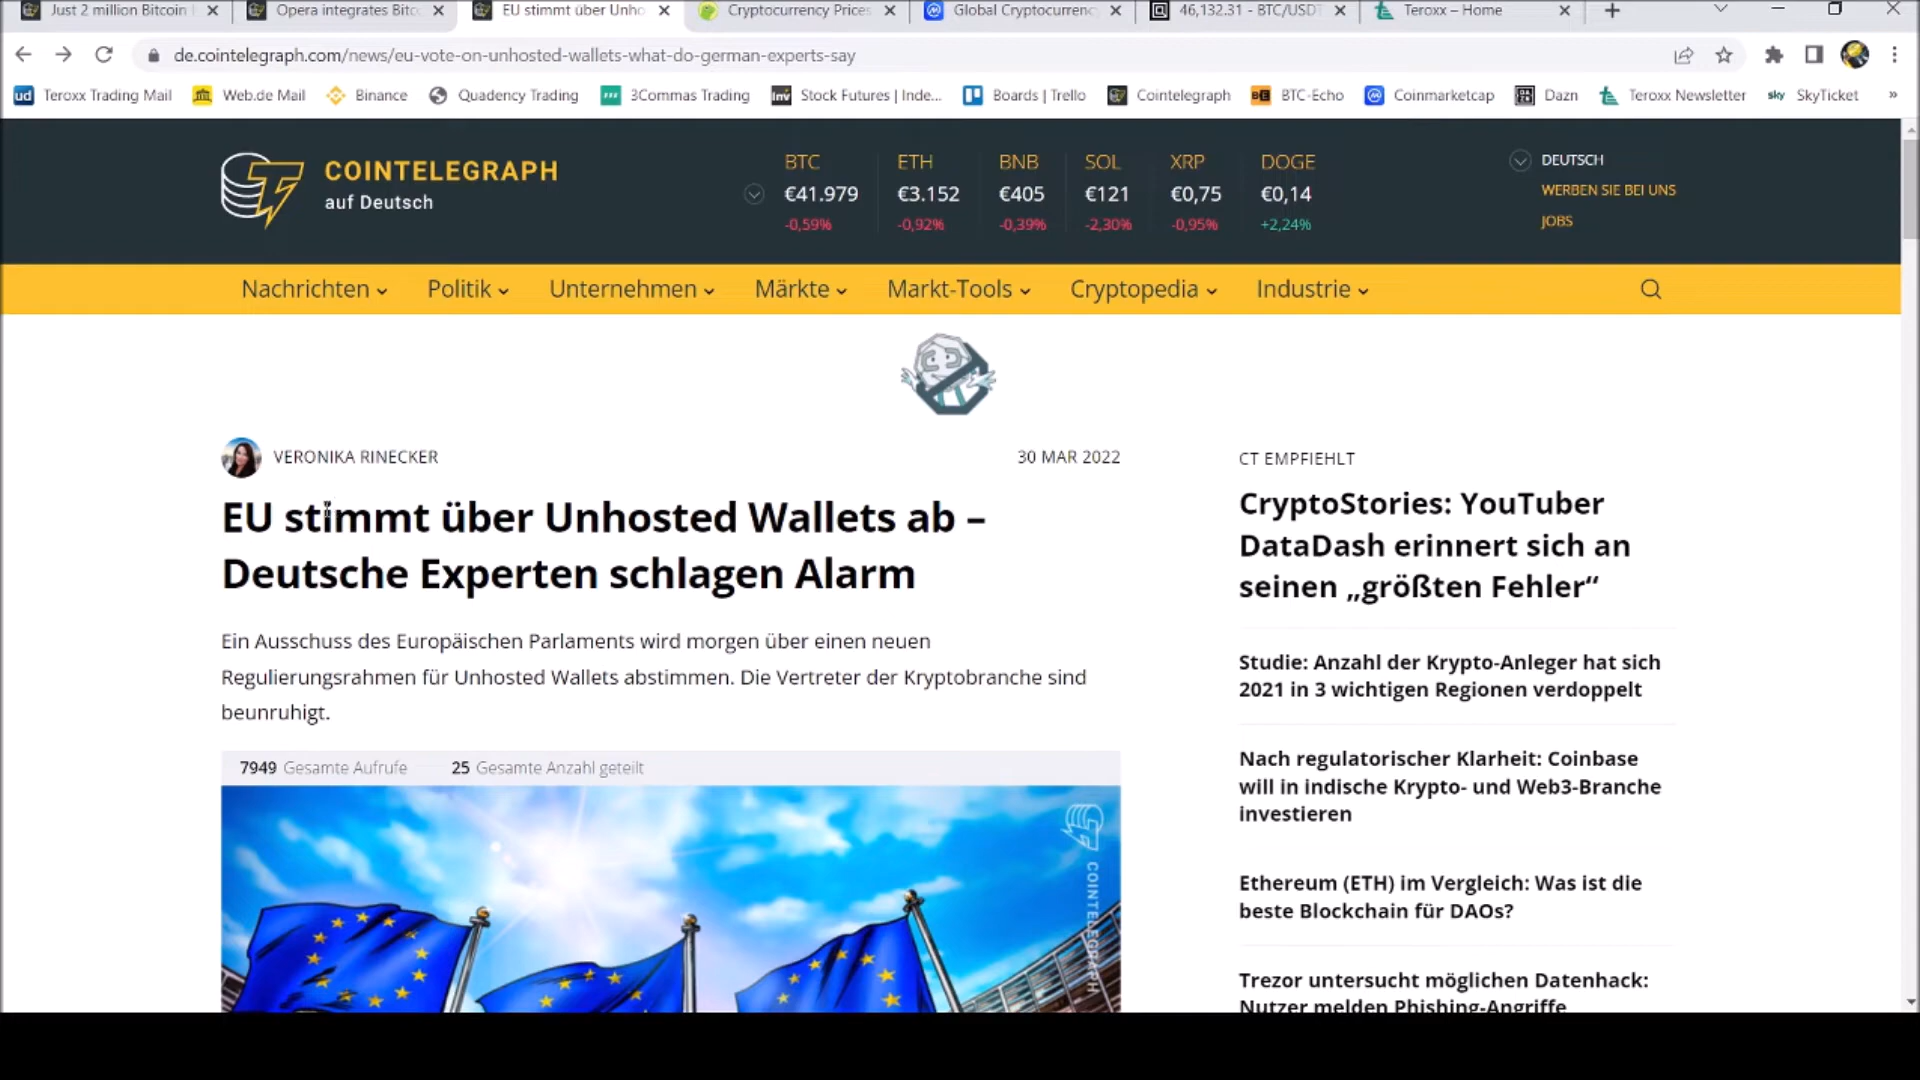 Just 2 million Bitcoin
Opera integrates Bitc
EU stimmt über Unho
Cryptocurrency Prices
Global Cryptocurrenc
46,132.31 - BTC/USDT
Teroxx – Home
de.cointelegraph.com/news/eu-vote-on-unhosted-wallets-what-do-german-experts-say
ud Teroxx Trading Mail
Web.de Mail
Binance
Quadency Trading
3Commas Trading
Inv Stock Futures | Inde...
Boards | Trello
Cointelegraph
BE BTC-Echo
Coinmarketcap
DAZN Dazn
Teroxx Newsletter
sky SkyTicket
»
COINTELEGRAPH
auf Deutsch
BTC ETH BNB SOL XRP DOGE
€41.979 €3.152 €405 €121 €0,75 €0,14
-0,59% -0,92% -0,39% -2,30% -0,95% +2,24%
DEUTSCH
WERBEN SIE BEI UNS
JOBS
Nachrichten Politik Unternehmen Märkte Markt-Tools Cryptopedia Industrie
VERONIKA RINECKER
30 MAR 2022
EU stimmt über Unhosted Wallets ab –
Deutsche Experten schlagen Alarm
Ein Ausschuss des Europäischen Parlaments wird morgen über einen neuen
Regulierungsrahmen für Unhosted Wallets abstimmen. Die Vertreter der Kryptobranche sind
beunruhigt.
7949 Gesamte Aufrufe 25 Gesamte Anzahl geteilt
COINTELEGRAPH
CT EMPFIEHLT
CryptoStories: YouTuber
DataDash erinnert sich an
seinen „größten Fehler“
Studie: Anzahl der Krypto-Anleger hat sich
2021 in 3 wichtigen Regionen verdoppelt
Nach regulatorischer Klarheit: Coinbase
will in indische Krypto- und Web3-Branche
investieren
Ethereum (ETH) im Vergleich: Was ist die
beste Blockchain für DAOs?
Trezor untersucht möglichen Datenhack:
Nutzer melden Phishing-Angriffe